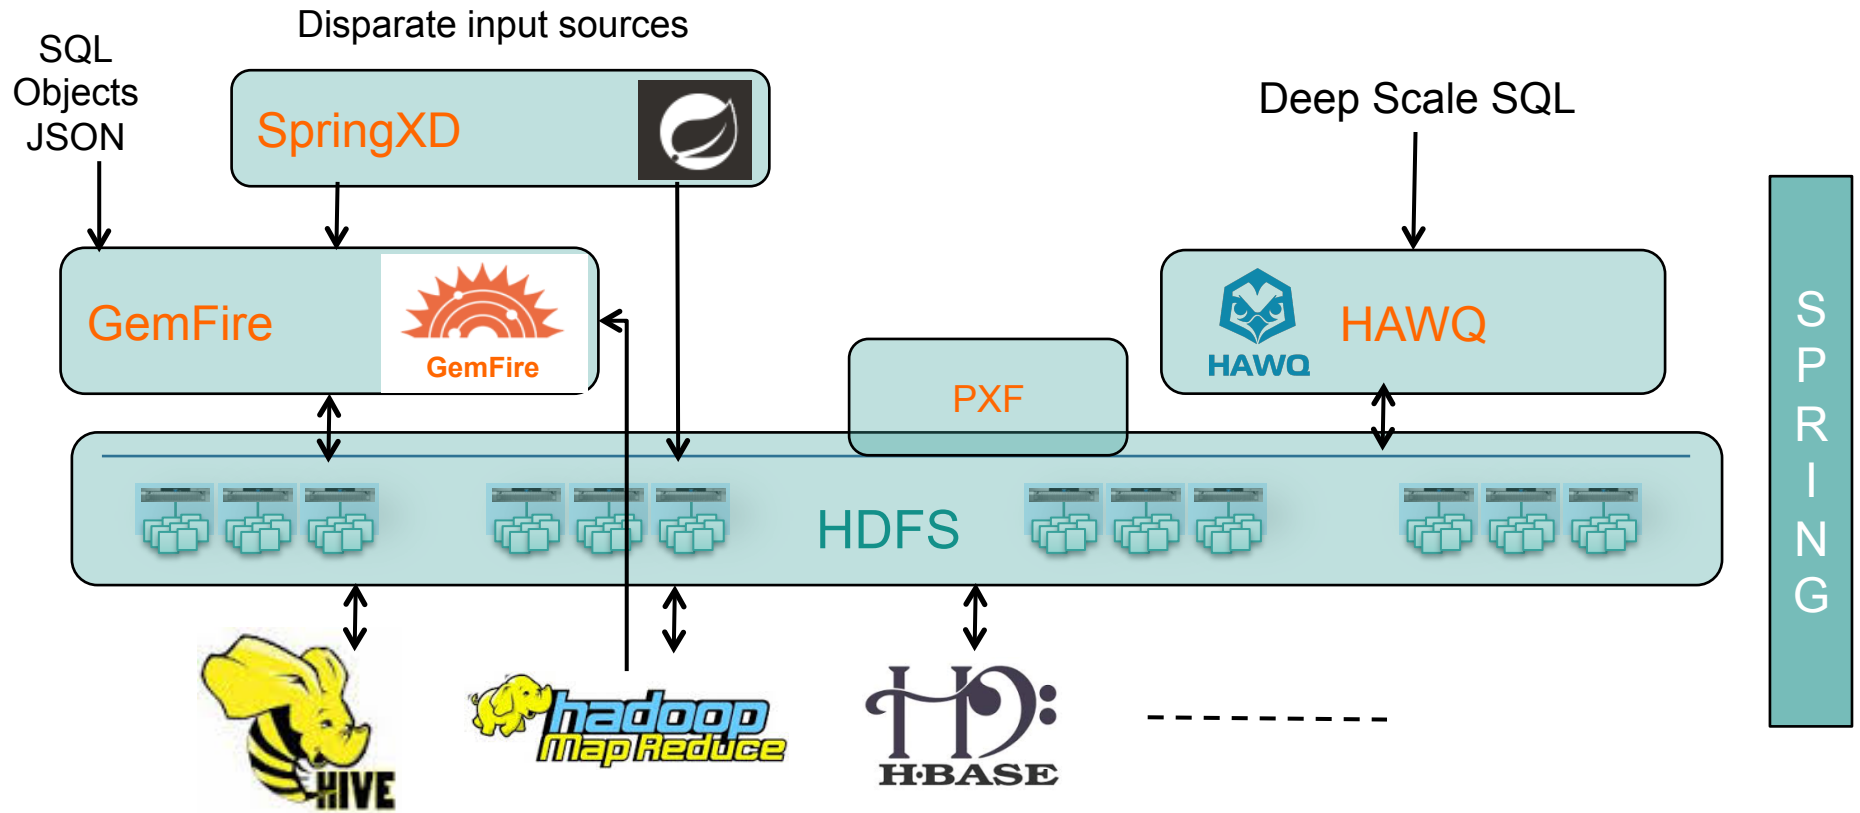 Disparate input sources
SQL
Objects
JSON
SpringXD
Deep Scale SQL
GemFire
GemFire
HAWQ
HAWQ
PXF
HDFS
S
P
R
I
N
G
HIVE
hadoop
Map Reduce
H·BASE